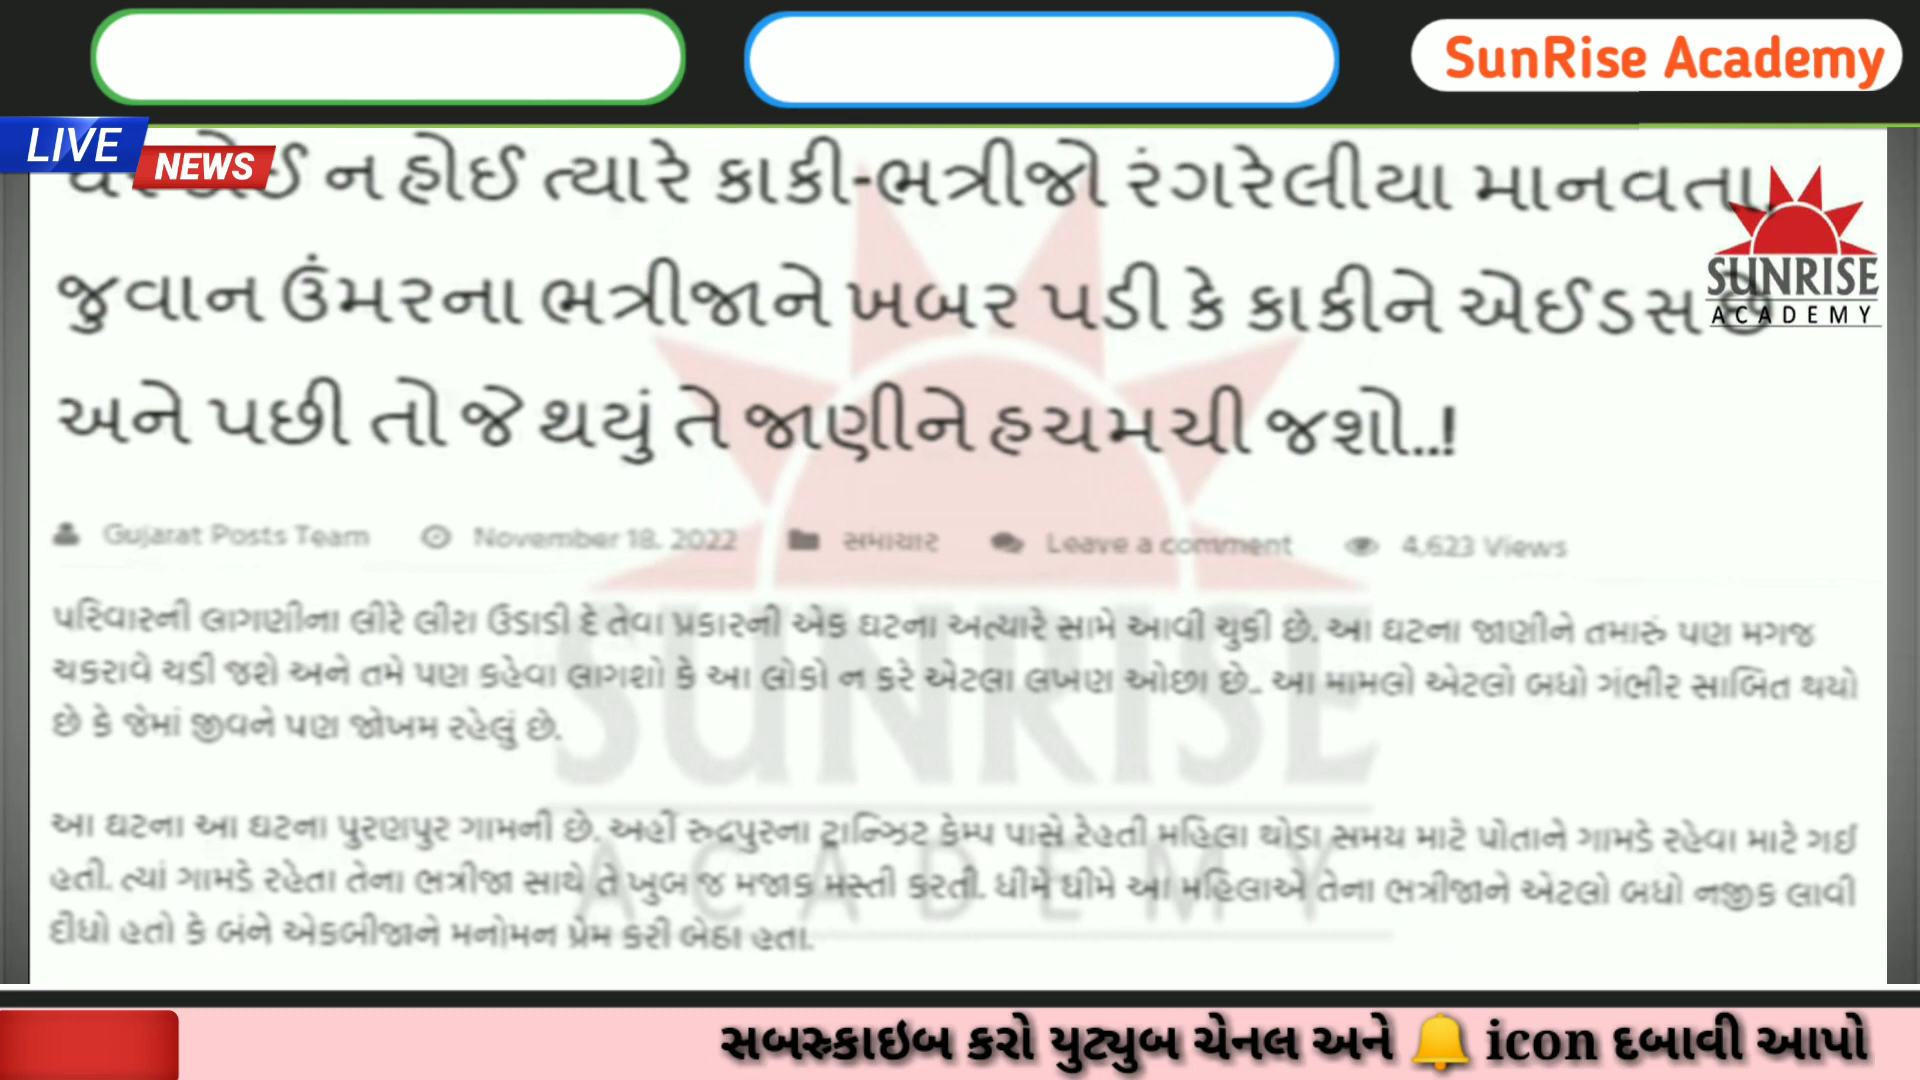 SunRise Academy
LIVE
NEWS
ન હોઈ ત્યારે કાકી-ભત્રીજો રંગરેલીયા માનવતા
SUNRISE
ACADEMY
જુવાન ઉંમરના ભત્રીજાને ખબર પડી કે કાકીને એઈડસ છે
અને પછી તો જે થયું તે જાણીને હચમચી જશો..!
Gujarat Posts Team November 18, 2022 સમાચાર Leave a comment 4,623 Views
પરિવારની લાગણીના લીરે લીરા ઉડાડી દે તેવા પ્રકારની એક ઘટના અત્યારે સામે આવી ચુકી છે. આ ઘટના જાણીને તમારું પણ મગજ
ચકરાવે ચડી જશે અને તમે પણ કહેવા લાગશો કે આ લોકો ન કરે એટલા લખણ ઓછા છે.. આ મામલો એટલો બધો ગંભીર સાબિત થયો
છે કે જેમાં જીવને પણ જોખમ રહેલું છે.
આ ઘટના આ ઘટના પુરણપુર ગામની છે. અહીં રુદ્રપુરના ટ્રાન્ઝિટ કેમ્પ પાસે રેહતી મહિલા થોડા સમય માટે પોતાને ગામડે રહેવા માટે ગઈ
હતી. ત્યાં ગામડે રહેતા તેના ભત્રીજા સાથે તે ખુબ જ મજાક મસ્તી કરતી. ધીમે ધીમે આ મહિલાએ તેના ભત્રીજાને એટલો બધો નજીક લાવી
દીધો હતો કે બંને એકબીજાને મનોમન પ્રેમ કરી બેઠા હતા.
SUNRISE
ACADEMY
સબસ્ક્રાઇબ કરો યુટ્યુબ ચેનલ અને 🔔 icon દબાવી આપો